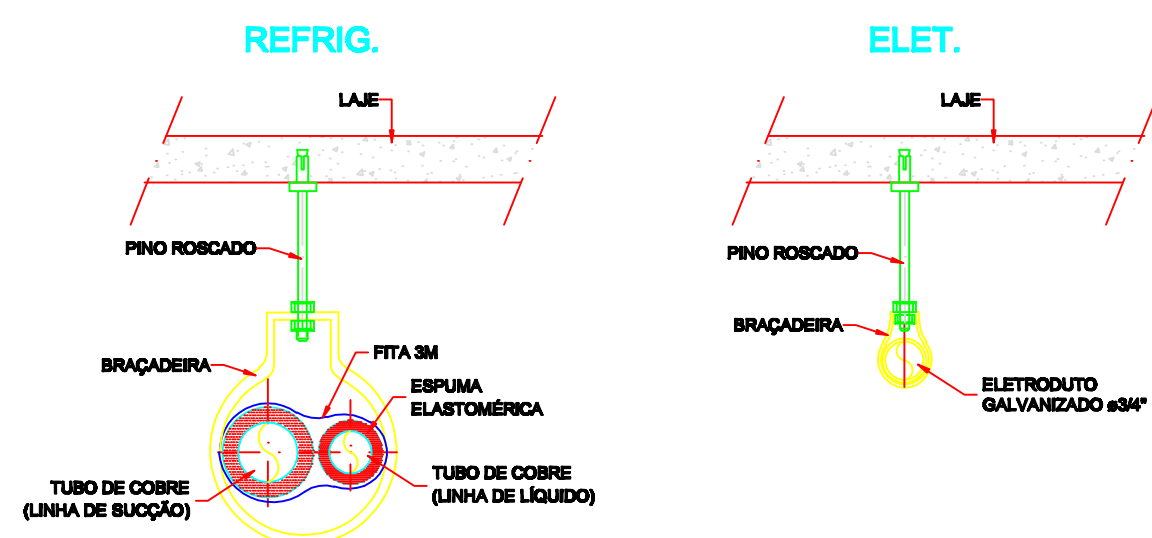 REFRIG.
LAJE
PINO ROSCADO
BRAÇADEIRA
FITA 3M
ESPUMA
ELASTOMÉRICA
TUBO DE COBRE
(LINHA DE SUCÇÃO)
TUBO DE COBRE
(LINHA DE LÍQUIDO)
ELET.
LAJE
PINO ROSCADO
BRAÇADEIRA
ELETRODUTO
GALVANIZADO ø3/4"